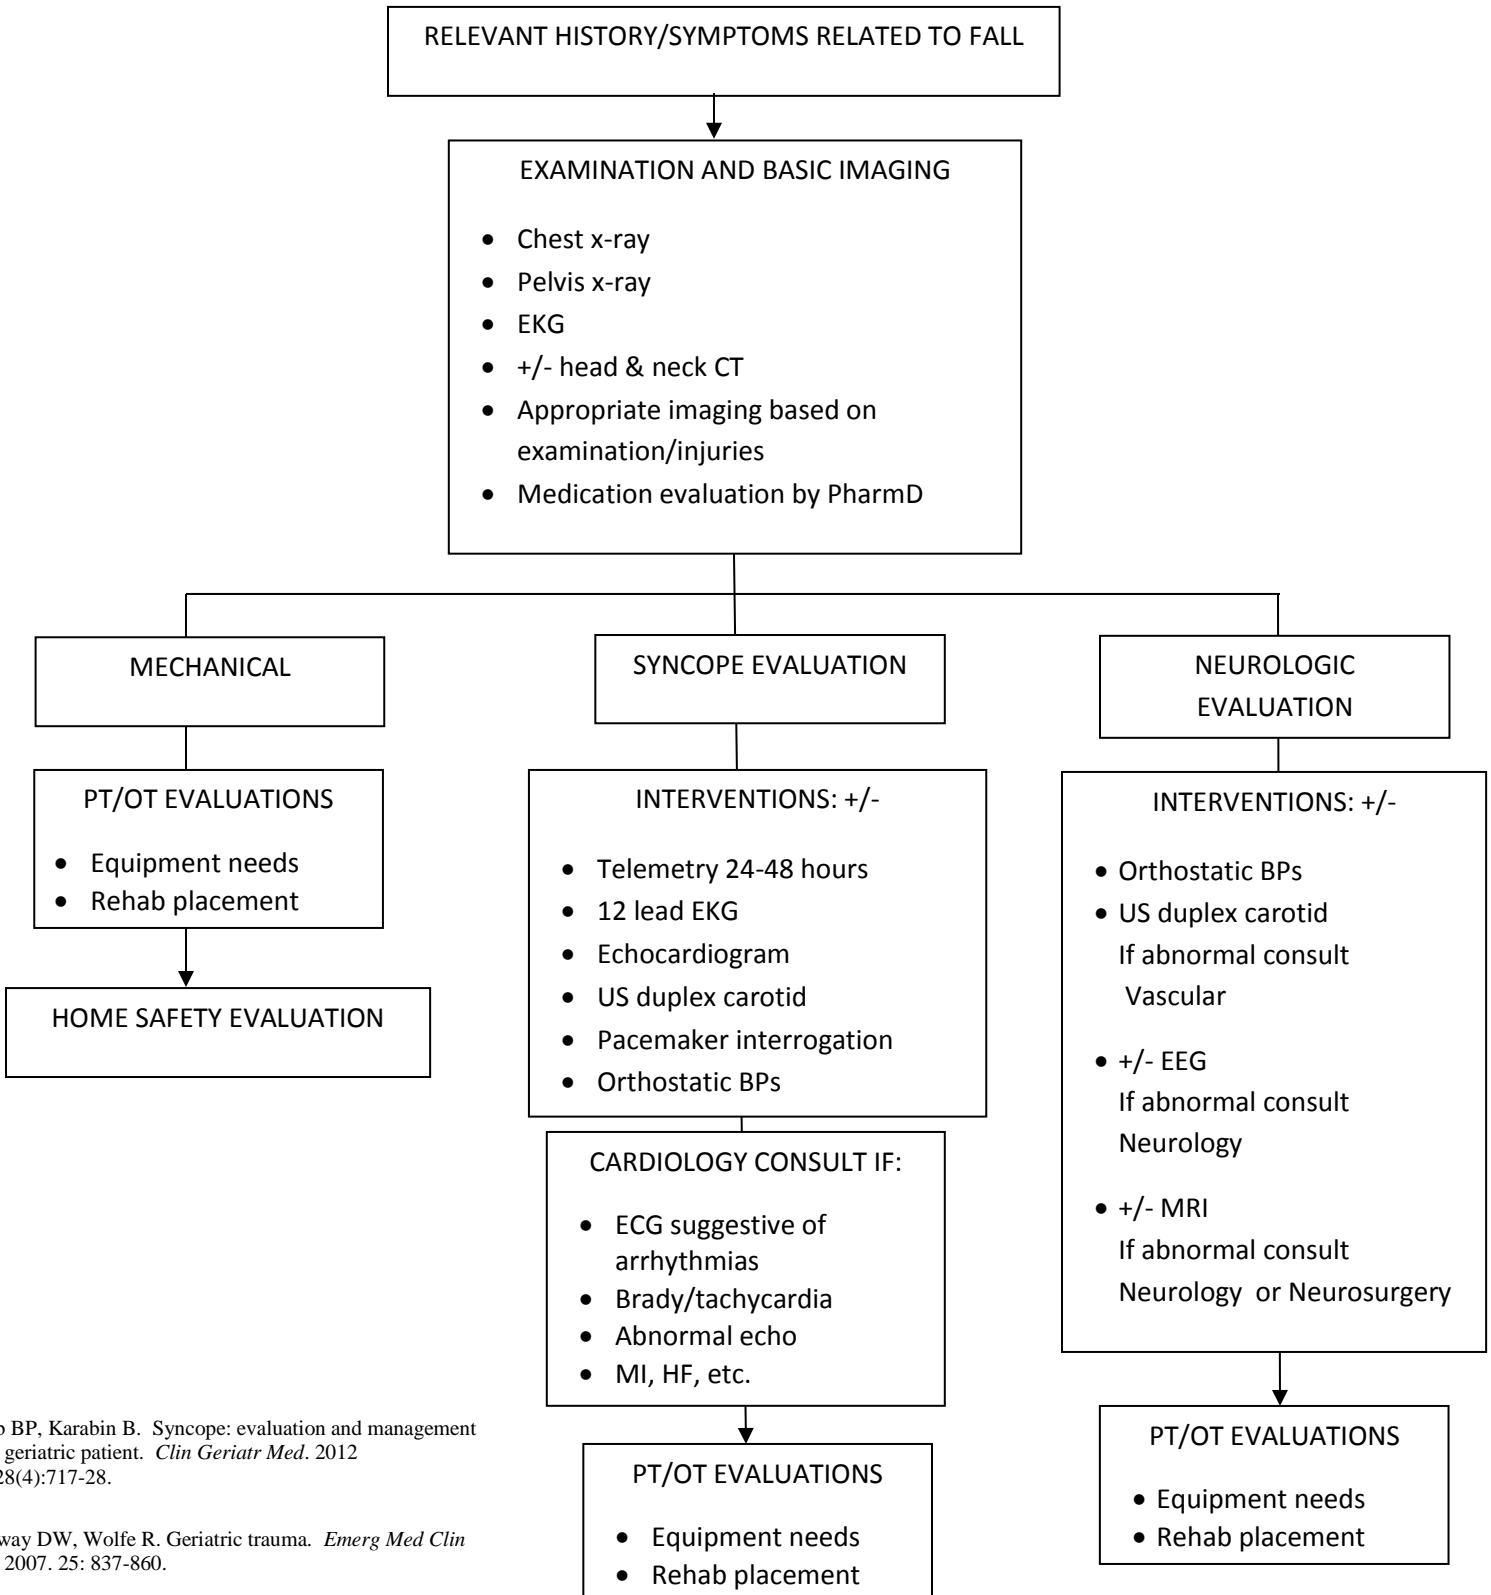 RELEVANT HISTORY/SYMPTOMS RELATED TO FALL
EXAMINATION AND BASIC IMAGING
• Chest x-ray
• Pelvis x-ray
• EKG
• +/- head & neck CT
• Appropriate imaging based on
examination/injuries
• Medication evaluation by PharmD
MECHANICAL
PT/OT EVALUATIONS
• Equipment needs
• Rehab placement
HOME SAFETY EVALUATION
SYNCOPE EVALUATION
INTERVENTIONS: +/-
• Telemetry 24-48 hours
• 12 lead EKG
• Echocardiogram
• US duplex carotid
• Pacemaker interrogation
• Orthostatic BPs
CARDIOLOGY CONSULT IF:
• ECG suggestive of
arrhythmias
• Brady/tachycardia
• Abnormal echo
• MI, HF, etc.
PT/OT EVALUATIONS
• Equipment needs
• Rehab placement
NEUROLOGIC
EVALUATION
INTERVENTIONS: +/-
• Orthostatic BPs
• US duplex carotid
If abnormal consult
Vascular
• +/- EEG
If abnormal consult
Neurology
• +/- MRI
If abnormal consult
Neurology or Neurosurgery
PT/OT EVALUATIONS
• Equipment needs
• Rehab placement
BP, Karabin B. Syncope: evaluation and management
geriatric patient. Clin Geriatr Med. 2012
28(4):717-28.
way DW, Wolfe R. Geriatric trauma. Emerg Med Clin
2007. 25: 837-860.